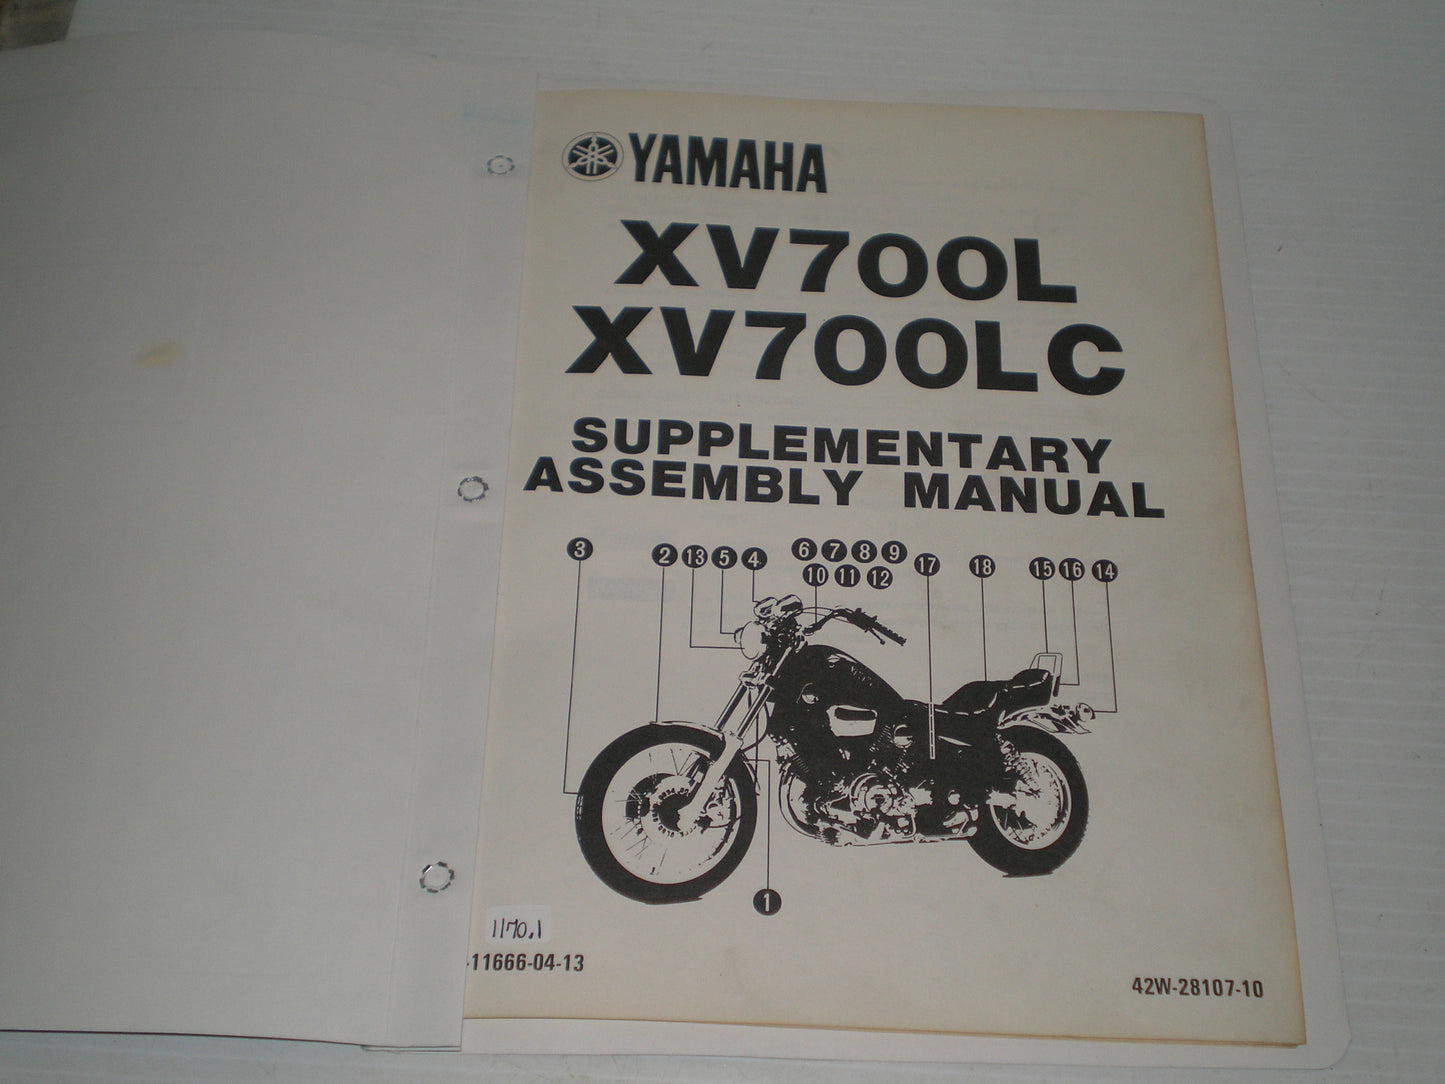 YAMAHA
XV700L
XV700LC
SUPPLEMENTARY
ASSEMBLY MANUAL
3 2 13 5 4 6 7 8 9 17 18 15 16 14
10 11 12
1
1170.1
-11666-04-13
42W-28107-10